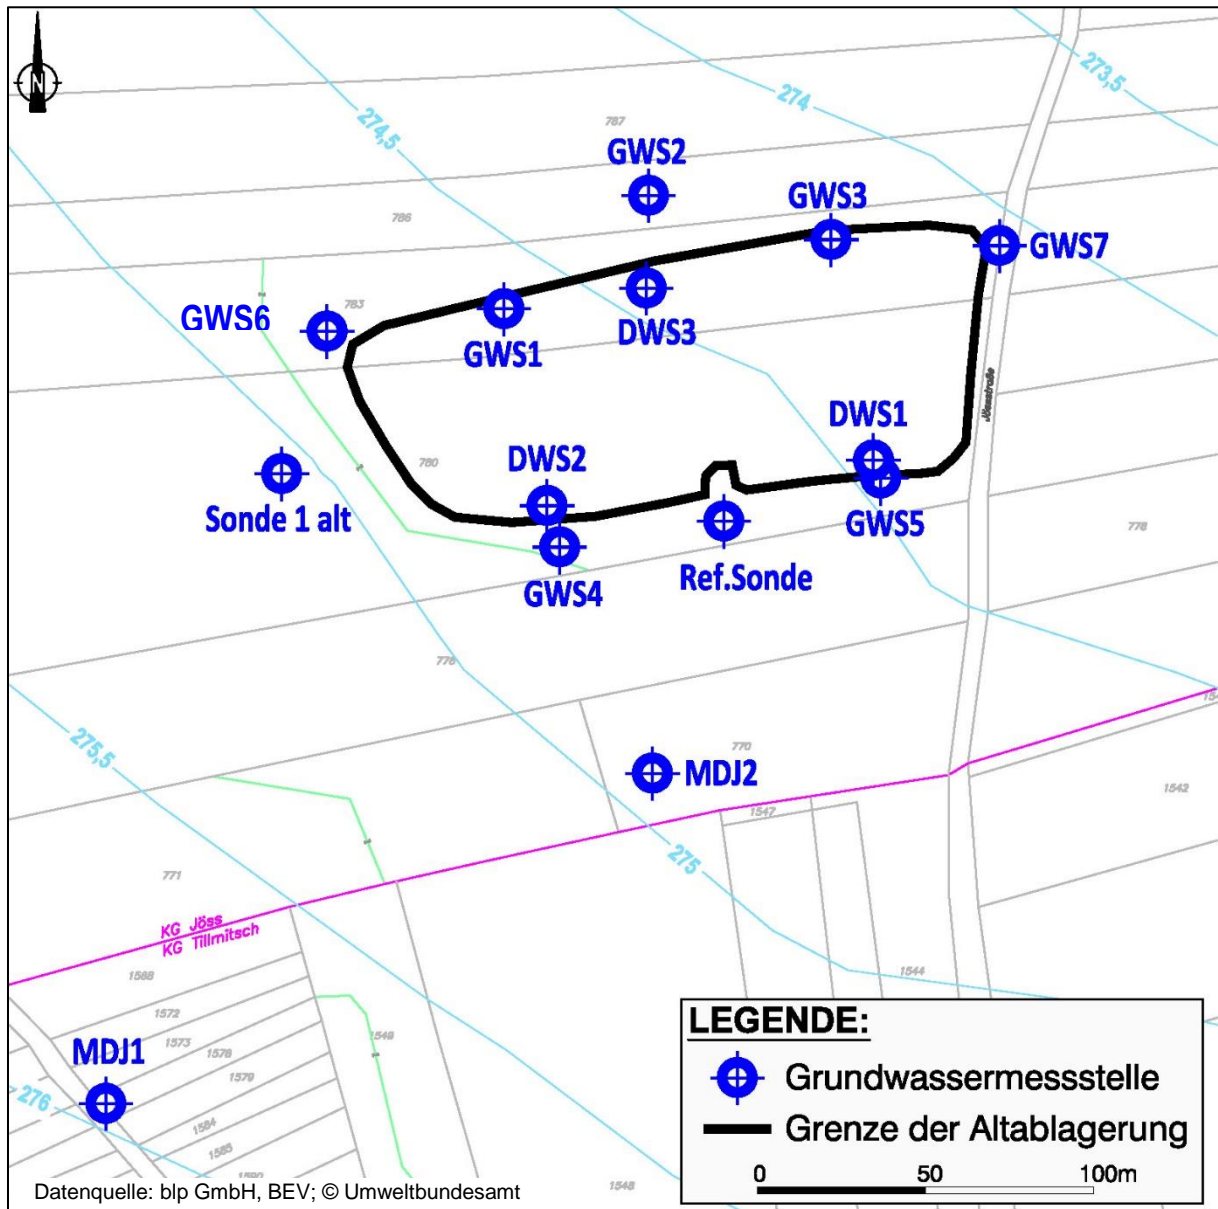 N
273,5
274
274,5
787
GWS2
GWS3
786
GWS7
783
GWS6
DWS3
GWS1
Jössstraße
DWS1
780
DWS2
Sonde 1 alt
GWS5
778
Ref.Sonde
GWS4
776
275,5
770
MDJ2
1542
1547
275
771
KG Jöss
KG Tillmitsch
1568
1544
LEGENDE:
1572
1573
1578
1549
MDJ1
1579
Grundwassermessstelle
276
1584
Grenze der Altablagerung
1585
0 50 100m
1548
Datenquelle: blp GmbH, BEV; © Umweltbundesamt